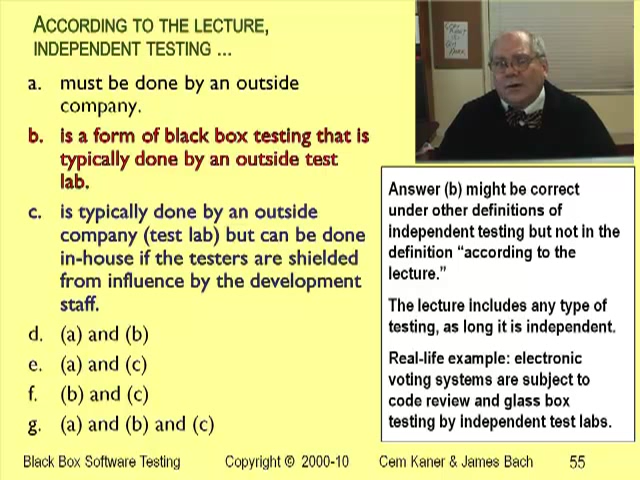 ACCORDING TO THE LECTURE,
INDEPENDENT TESTING ...
a. must be done by an outside
company.
b. is a form of black box testing that is
typically done by an outside test
lab.
c. is typically done by an outside
company (test lab) but can be done
in-house if the testers are shielded
from influence by the development
staff.
d. (a) and (b)
e. (a) and (c)
f. (b) and (c)
g. (a) and (b) and (c)
Answer (b) might be correct
under other definitions of
independent testing but not in the
definition “according to the
lecture.”
The lecture includes any type of
testing, as long it is independent.
Real-life example: electronic
voting systems are subject to
code review and glass box
testing by independent test labs.
Black Box Software Testing Copyright © 2000-10 Cem Kaner & James Bach 55